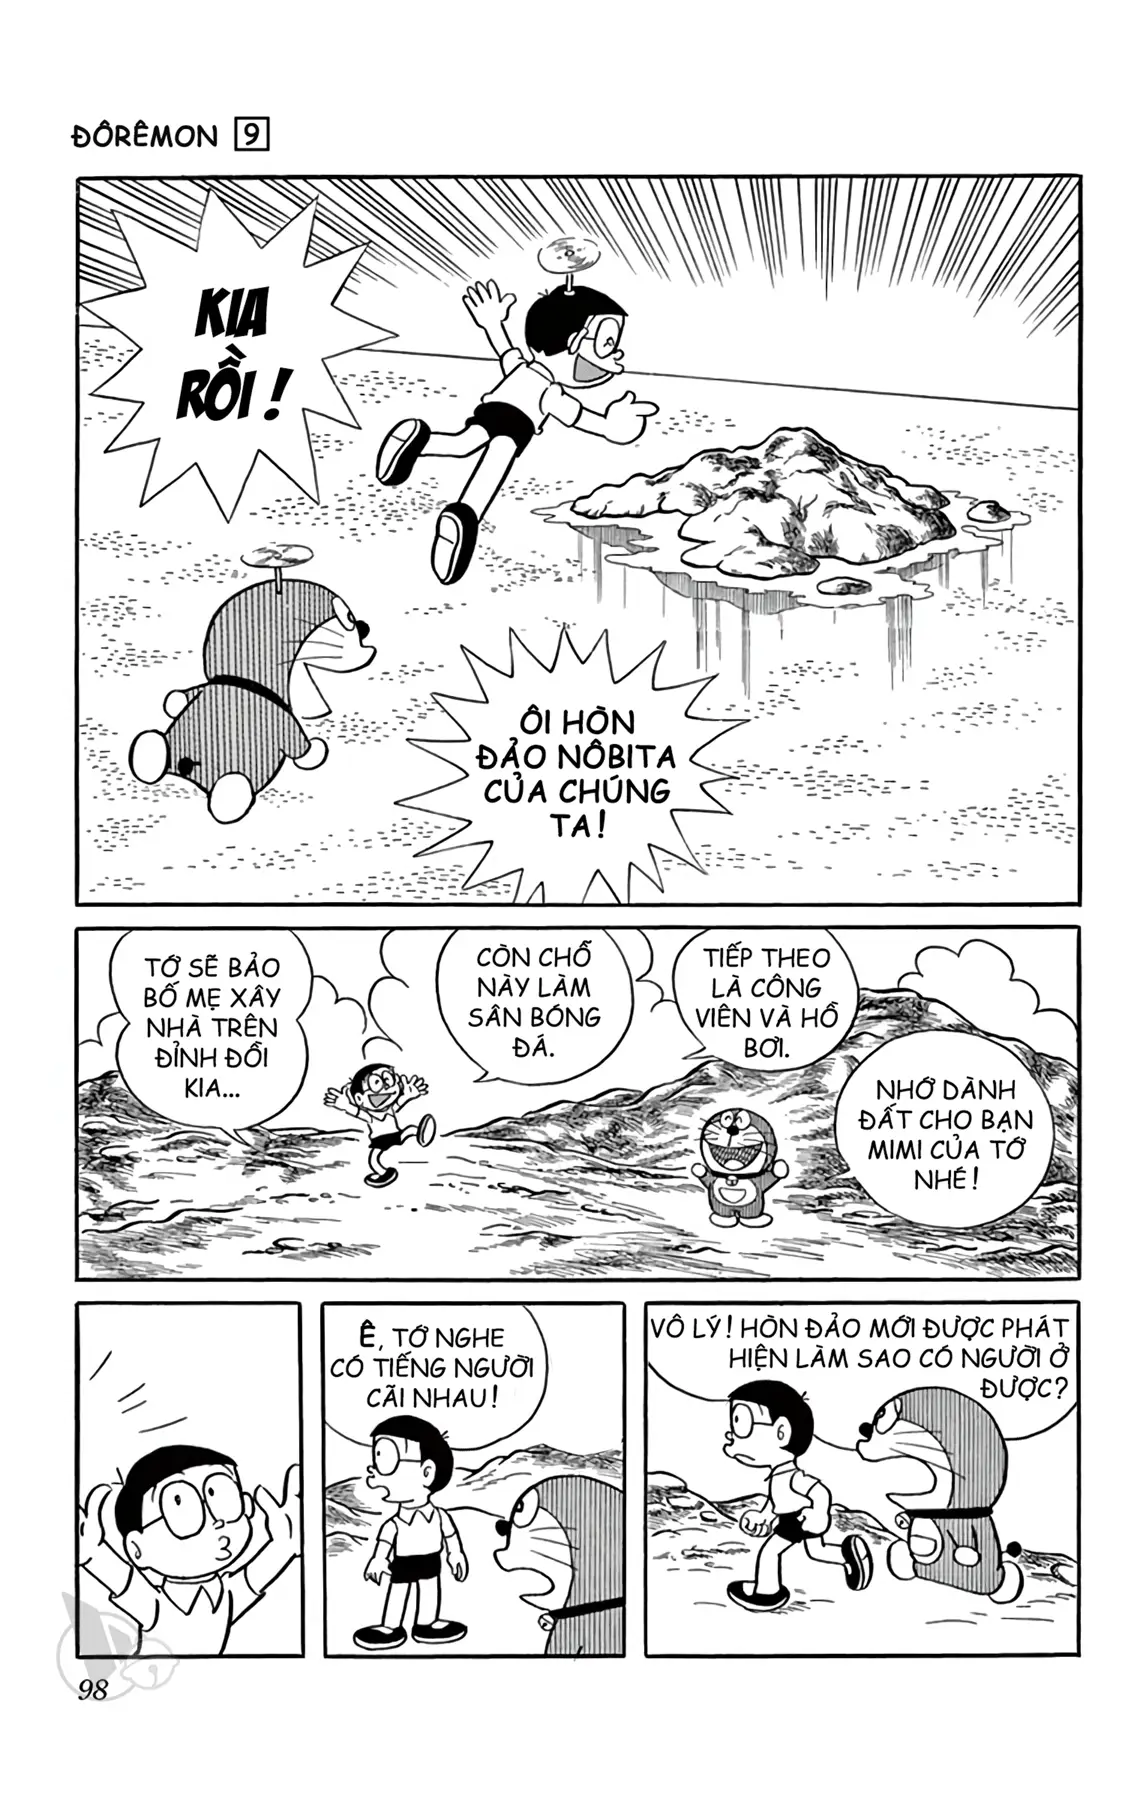 ĐÔRÊMON 9
KIA
RỒI !
ÔI HÒN
ĐẢO NÔBITA
CỦA CHÚNG
TA !
TỚ SẼ BẢO
BỐ MẸ XÂY
NHÀ TRÊN
ĐỈNH ĐỒI
KIA...
CÒN CHỖ
NÀY LÀM
SÂN BÓNG
ĐÁ.
TIẾP THEO
LÀ CÔNG
VIÊN VÀ HỒ
BƠI.
NHỚ DÀNH
ĐẤT CHO BẠN
MIMI CỦA TỚ
NHÉ !
Ê, TỚ NGHE
CÓ TIẾNG NGƯỜI
CÃI NHAU !
VÔ LÝ ! HÒN ĐẢO MỚI ĐƯỢC PHÁT
HIỆN LÀM SAO CÓ NGƯỜI Ở
ĐƯỢC?
98